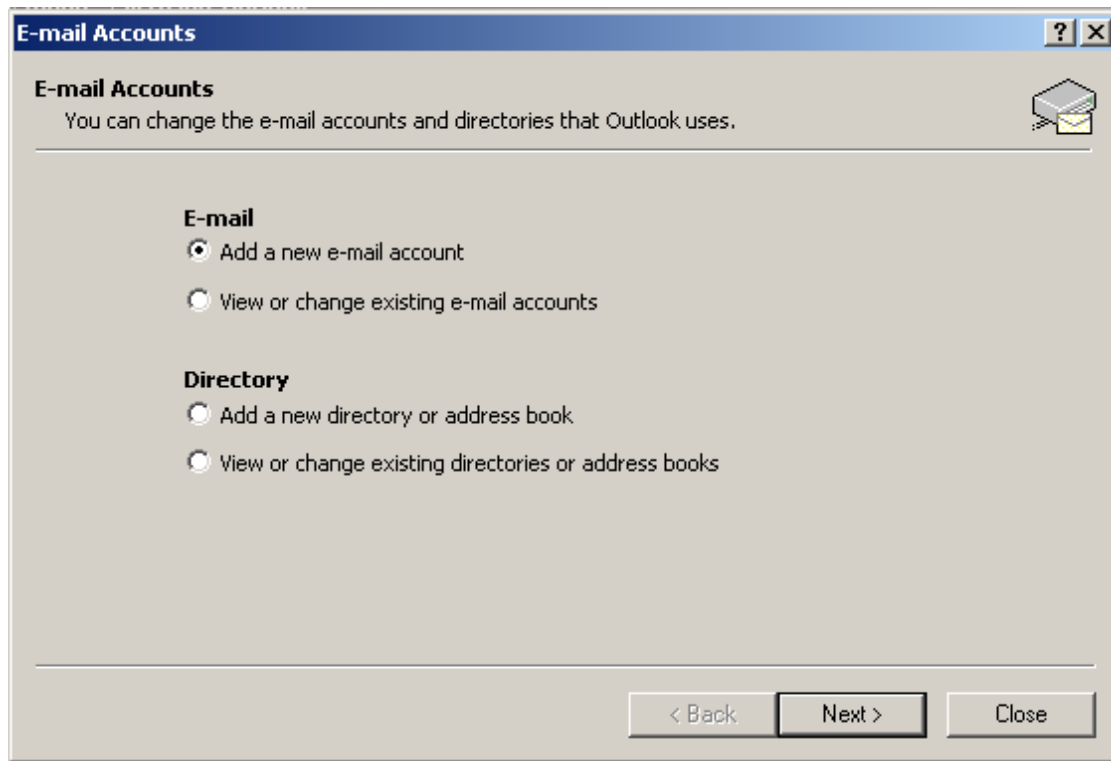 E-mail Accounts
E-mail Accounts
You can change the e-mail accounts and directories that Outlook uses.
E-mail
Add a new e-mail account
View or change existing e-mail accounts
Directory
Add a new directory or address book
View or change existing directories or address books
< Back
Next >
Close